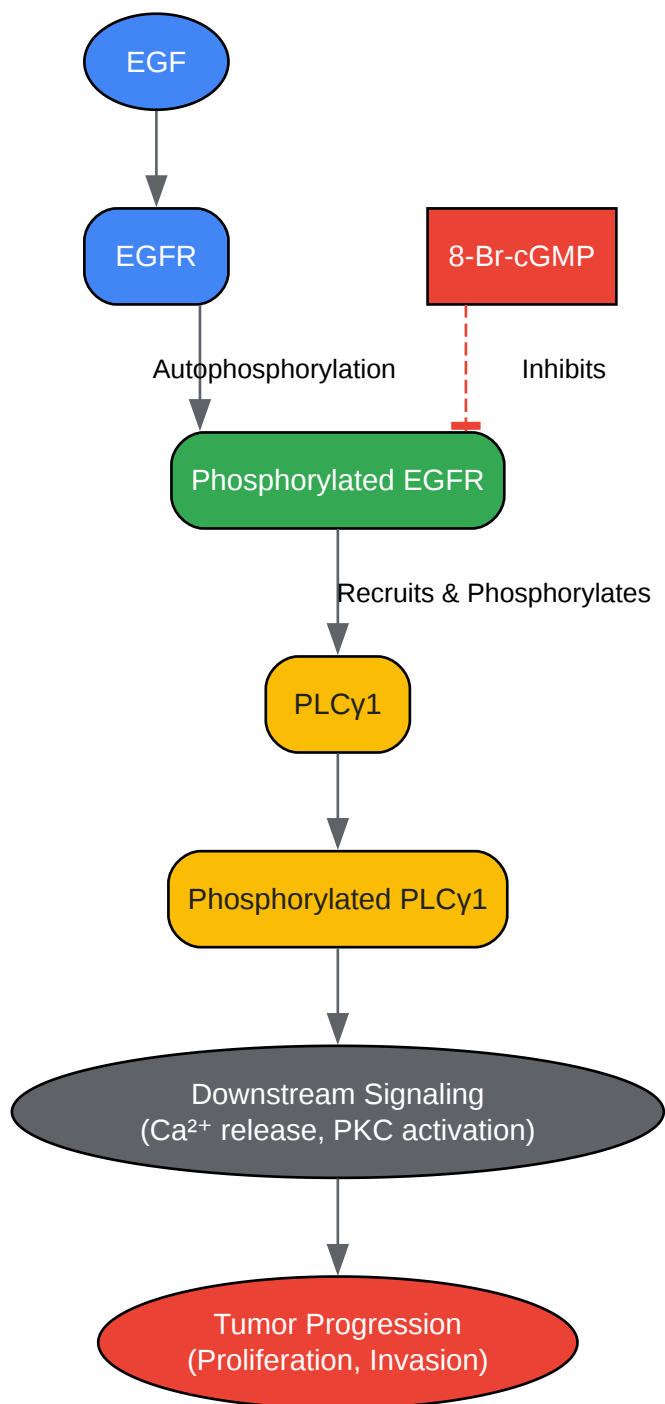 EGF
EGFR
8-Br-cGMP
Autophosphorylation
Inhibits
Phosphorylated EGFR
Recruits & Phosphorylates
PLCγ1
Phosphorylated PLCγ1
Downstream Signaling
(Ca²⁺ release, PKC activation)
Tumor Progression
(Proliferation, Invasion)